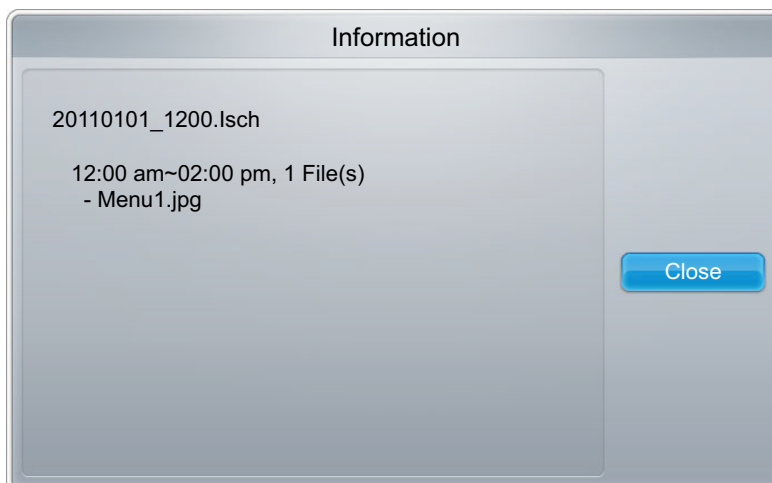 Information
20110101_1200.lsch
12:00 am~02:00 pm, 1 File(s)
- Menu1.jpg
Close